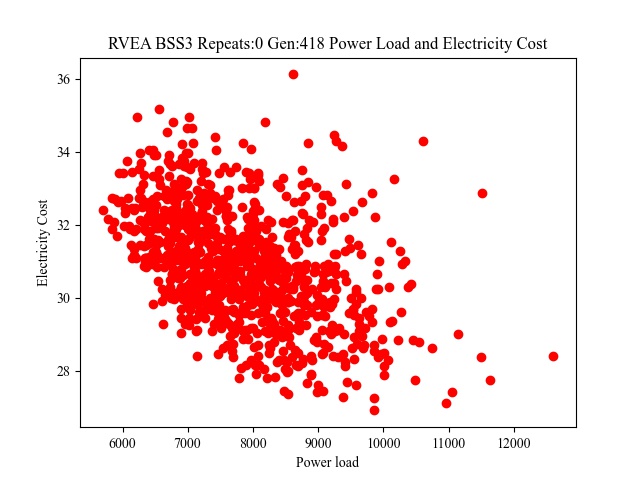 RVEA BSS3 Repeats:0 Gen:418 Power Load and Electricity Cost
36
34
32
30
28
Electricity Cost
6000 7000 8000 9000 10000 11000 12000
Power load